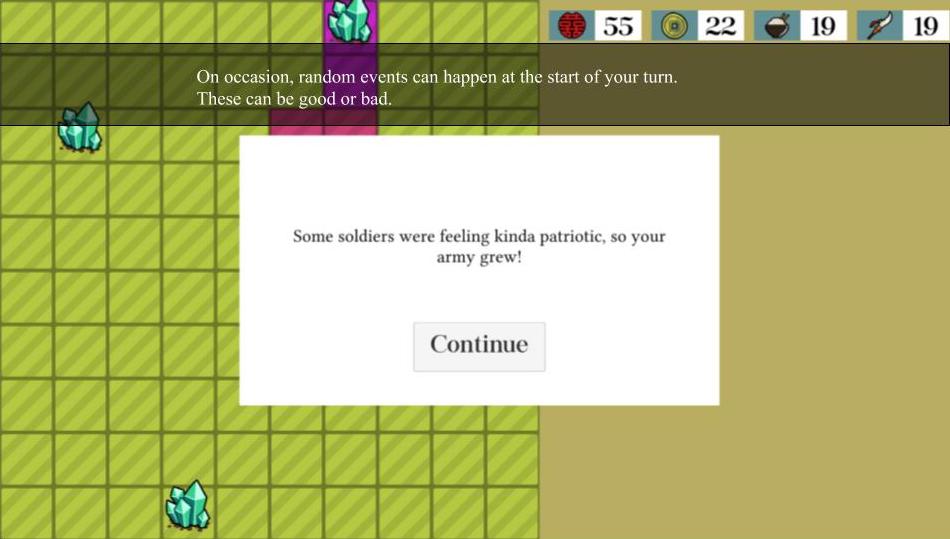 55 22 19 19
On occasion, random events can happen at the start of your turn.
These can be good or bad.
Some soldiers were feeling kinda patriotic, so your
army grew!
Continue